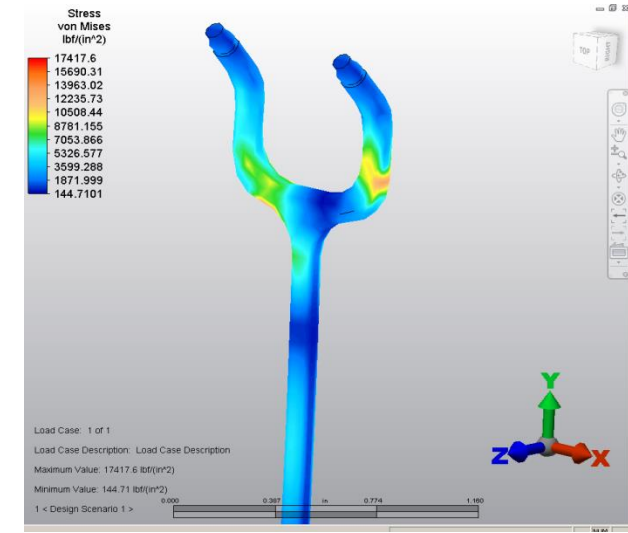 Stress
von Mises
lbf/(in^2)
17417.6
15690.31
13963.02
12235.73
10508.44
8781.155
7053.866
5326.577
3599.288
1871.999
144.7101
TOP
RIGHT
Y
Z
X
Load Case: 1 of 1
Load Case Description: Load Case Description
Maximum Value: 17417.6 lbf/(in^2)
Minimum Value: 144.71 lbf/(in^2)
0.000 0.387 in 0.774 1.160
1 < Design Scenario 1 >